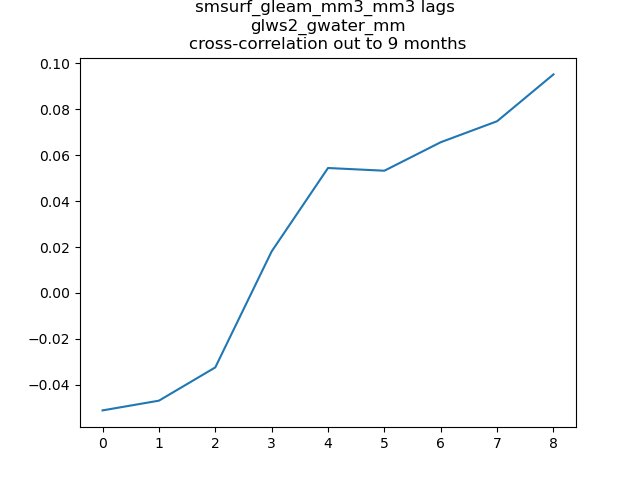 smsurf_gleam_mm3_mm3 lags
glws2_gwater_mm
cross-correlation out to 9 months
0.10
0.08
0.06
0.04
0.02
0.00
−0.02
−0.04
0 1 2 3 4 5 6 7 8